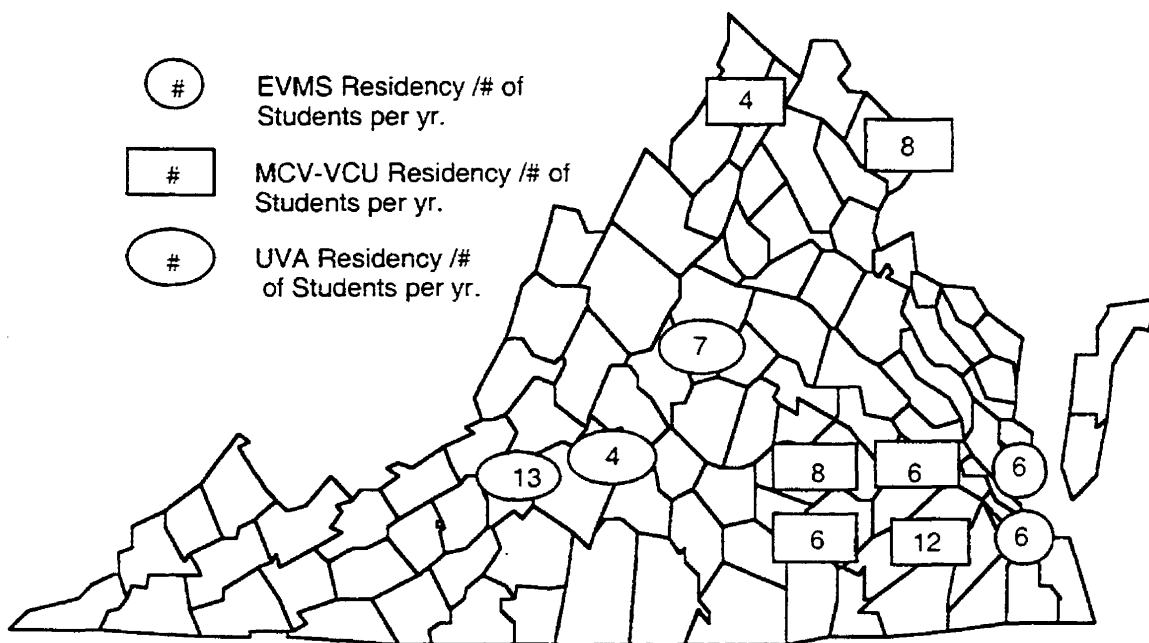 # EVMS Residency /# of
Students per yr.
# MCV-VCU Residency /# of
Students per yr.
# UVA Residency /#
of Students per yr.
4
8
7
13
4
8
6
6
6
12
6